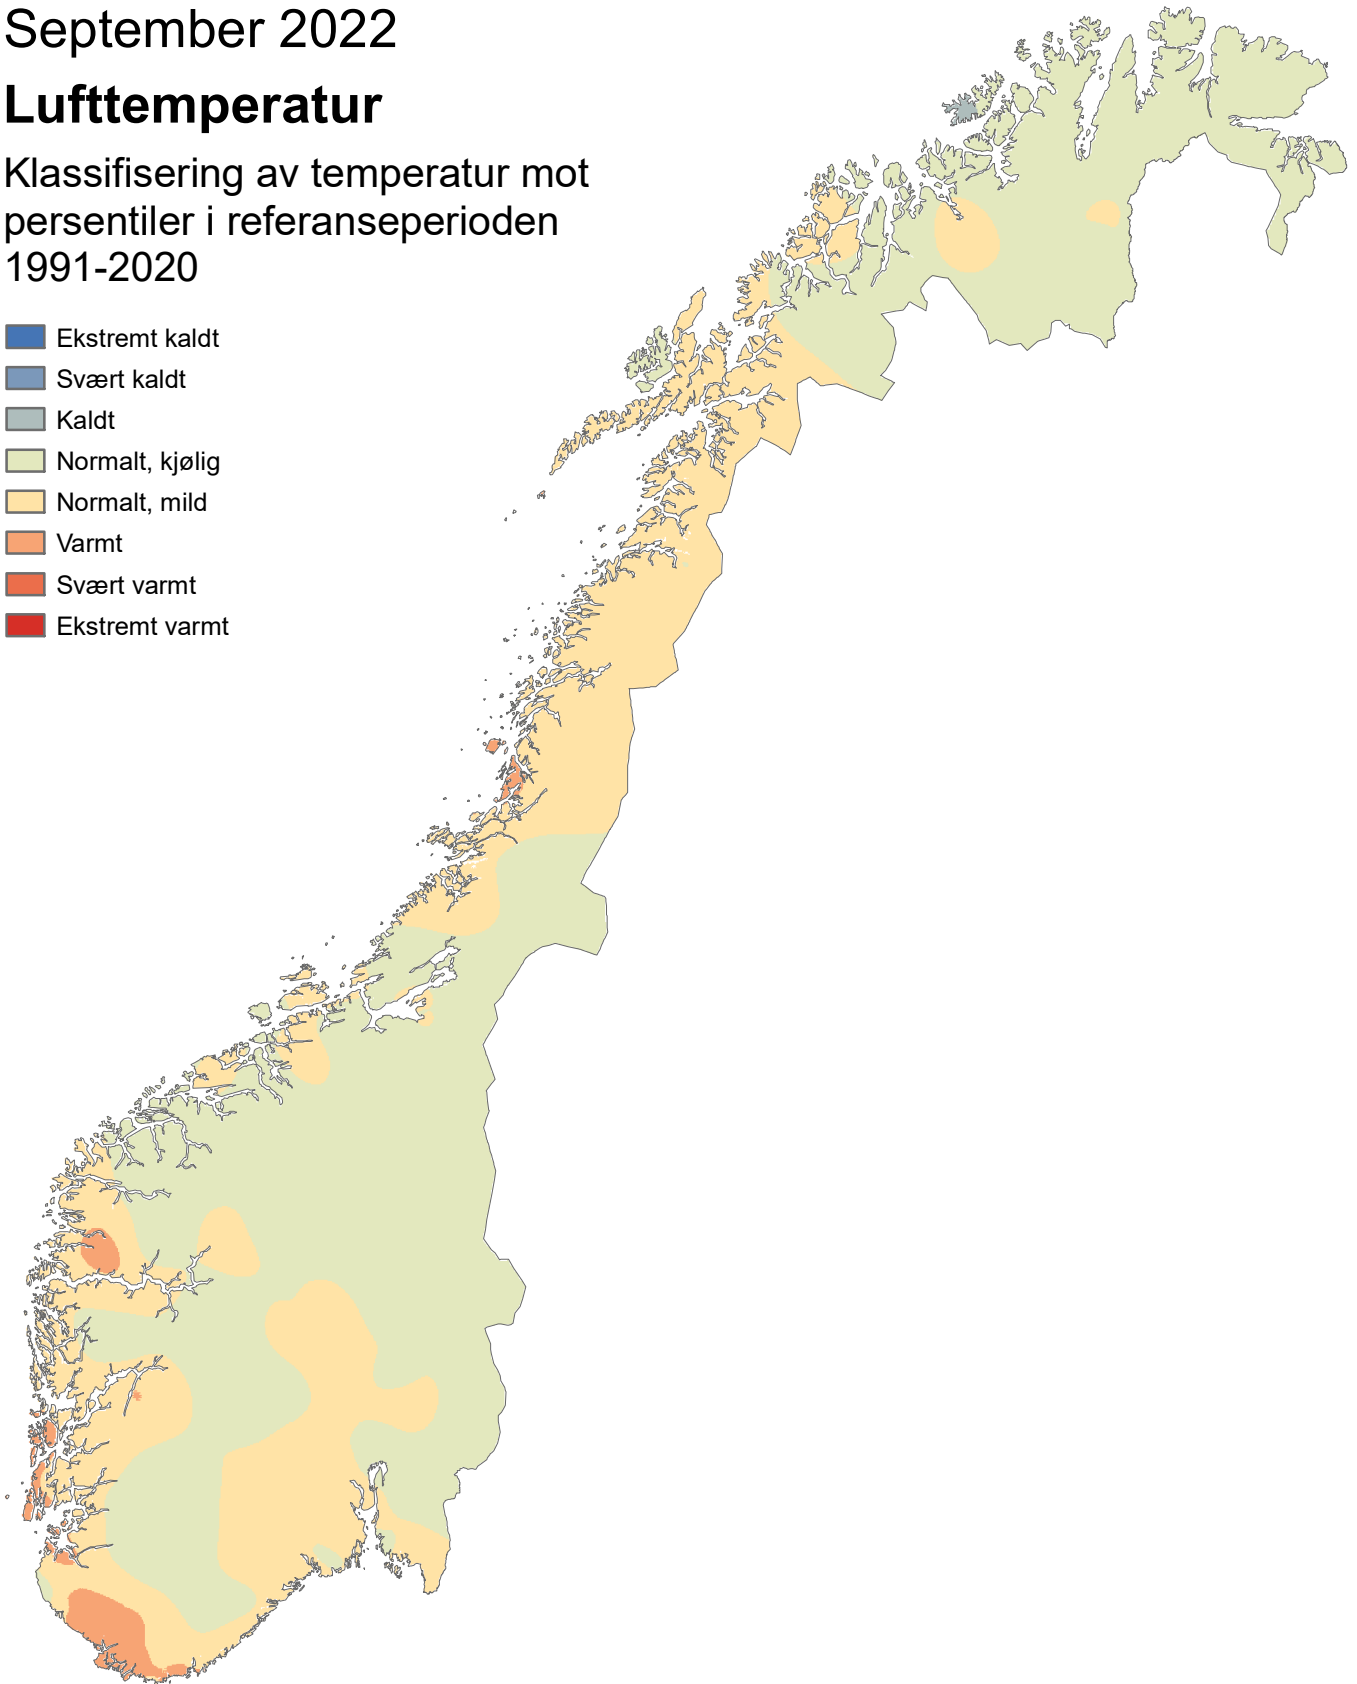 September 2022
Lufttemperatur
Klassifisering av temperatur mot
persentiler i referanseperioden
1991-2020
Ekstremt kaldt
Svært kaldt
Kaldt
Normalt, kjølig
Normalt, mild
Varmt
Svært varmt
Ekstremt varmt